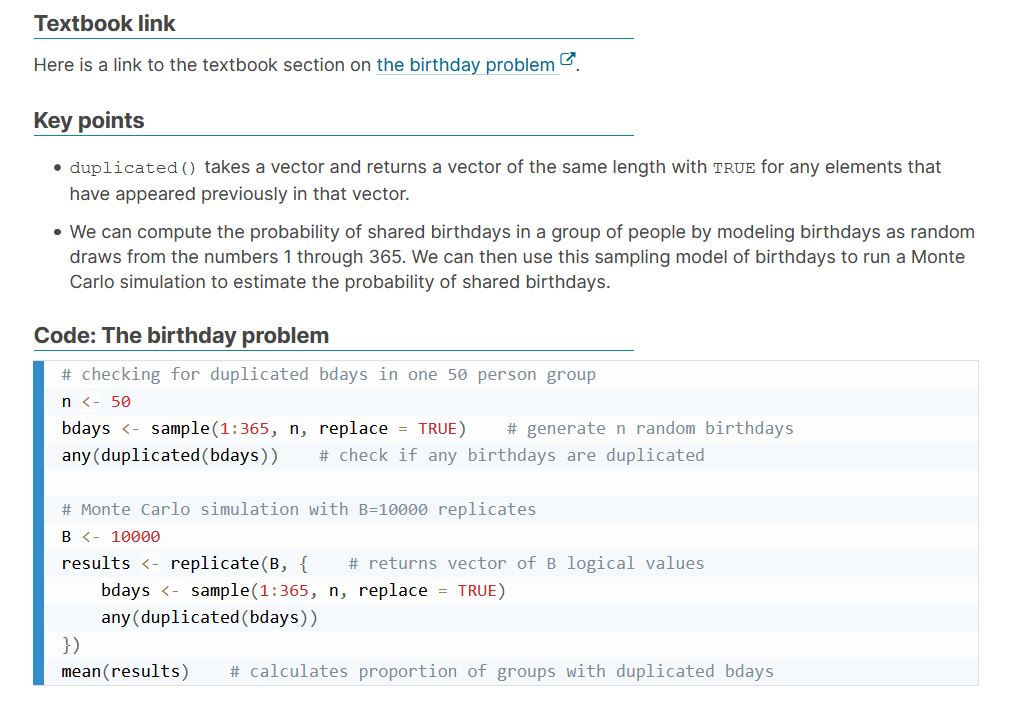 Textbook link
Here is a link to the textbook section on the birthday problem.
Key points
• duplicated() takes a vector and returns a vector of the same length with TRUE for any elements that
have appeared previously in that vector.
• We can compute the probability of shared birthdays in a group of people by modeling birthdays as random
draws from the numbers 1 through 365. We can then use this sampling model of birthdays to run a Monte
Carlo simulation to estimate the probability of shared birthdays.
Code: The birthday problem
# checking for duplicated bdays in one 50 person group
n <- 50
bdays <- sample(1:365, n, replace = TRUE)    # generate n random birthdays
any(duplicated(bdays))    # check if any birthdays are duplicated
# Monte Carlo simulation with B=10000 replicates
B <- 10000
results <- replicate(B, {    # returns vector of B logical values
    bdays <- sample(1:365, n, replace = TRUE)
    any(duplicated(bdays))
})
mean(results)    # calculates proportion of groups with duplicated bdays